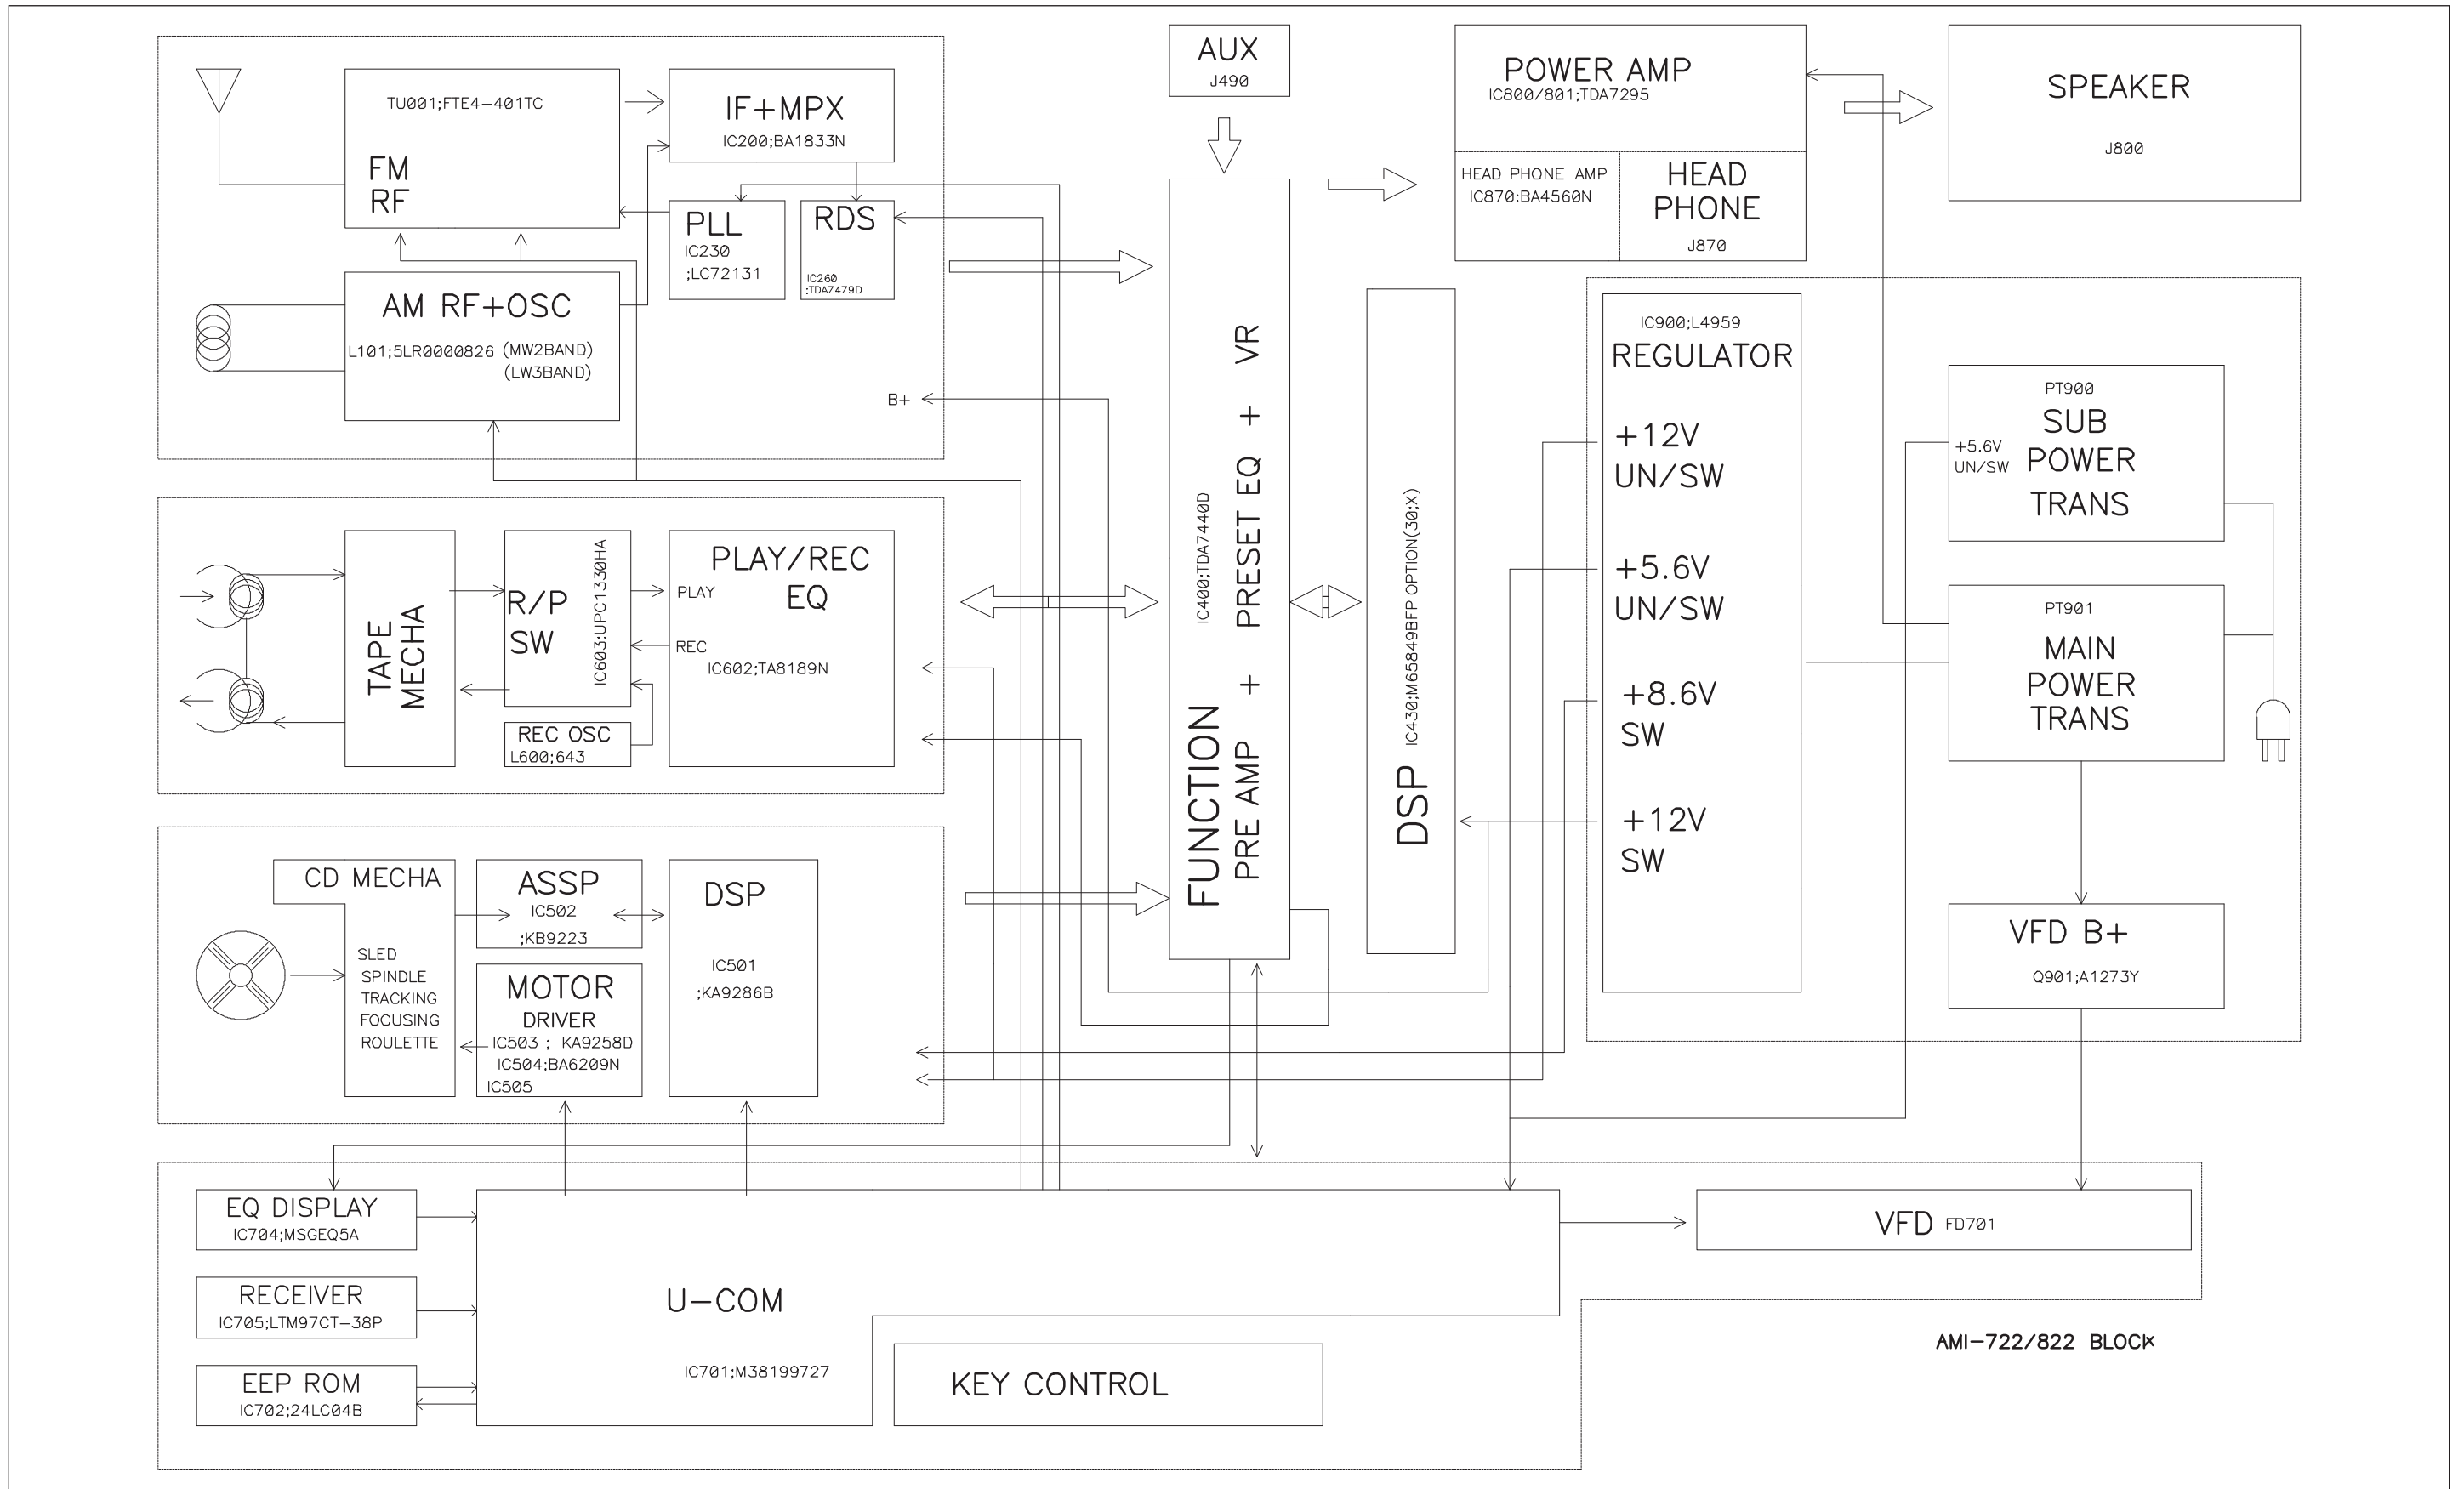 TU001;FTE4-401TC
FM
RF
IF+MPX
IC200;BA1833N
PLL
IC230
;LC72131
RDS
IC260
;TDA7479D
AM RF+OSC
L101;5LR0000826 (MW2BAND)
(LW3BAND)
B+
TAPE
MECHA
R/P
SW
IC603:UPC1330HA
REC OSC
L600;643
PLAY/REC
EQ
PLAY
REC
IC602;TA8189N
CD MECHA
SLED
SPINDLE
TRACKING
FOCUSING
ROULETTE
ASSP
IC502
;KB9223
MOTOR
DRIVER
IC503 ; KA9258D
IC504;BA6209N
IC505
DSP
IC501
;KA9286B
AUX
J490
FUNCTION
IC400;TDA7440D
PRE AMP + PRESET EQ + VR
DSP
IC430;M65849BFP OPTION(30;X)
POWER AMP
IC800/801;TDA7295
HEAD PHONE AMP
IC870:BA4560N
HEAD
PHONE
J870
SPEAKER
J800
IC900;L4959
REGULATOR
+12V
UN/SW
+5.6V
UN/SW
+8.6V
SW
+12V
SW
PT900
SUB
POWER
TRANS
+5.6V
UN/SW
PT901
MAIN
POWER
TRANS
VFD B+
Q901;A1273Y
EQ DISPLAY
IC704;MSGEQ5A
RECEIVER
IC705;LTM97CT-38P
EEP ROM
IC702;24LC04B
U-COM
IC701;M38199727
KEY CONTROL
VFD FD701
AMI-722/822 BLOCK